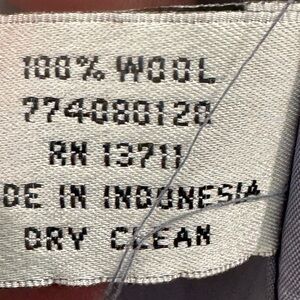 100% WOOL
774080120
RN 13711
DE IN INDONESIA
DRY CLEAN